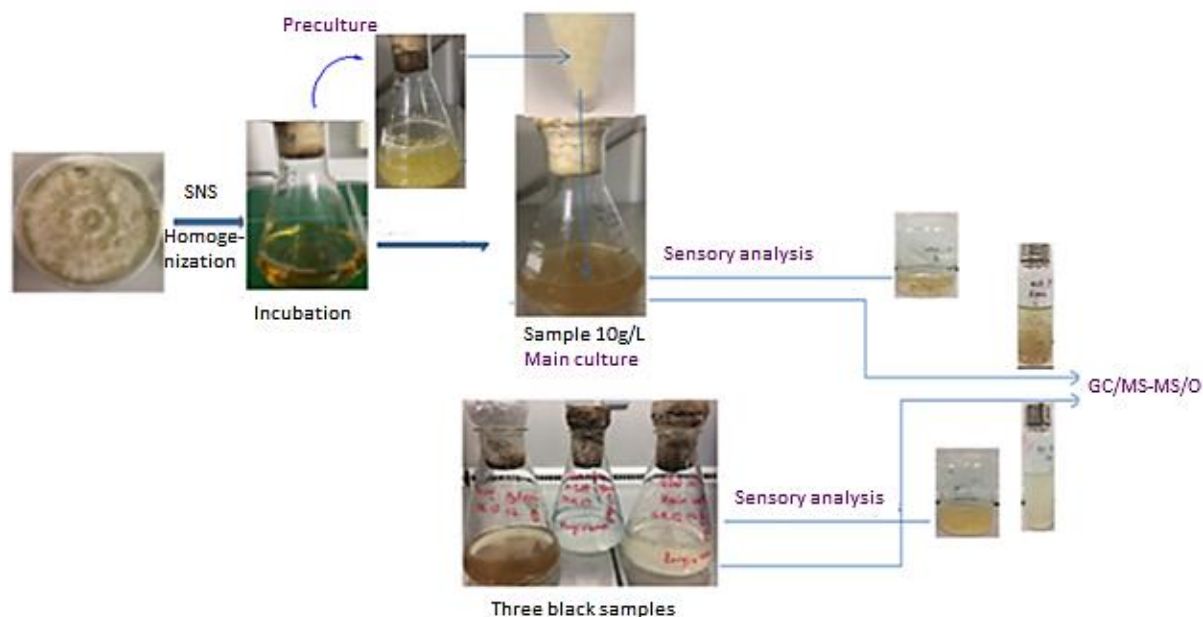 Preculture
SNS
Homoge-
nization
Incubation
Sample 10g/L
Main culture
Sensory analysis
GC/MS-MS/O
Sensory analysis
Three black samples